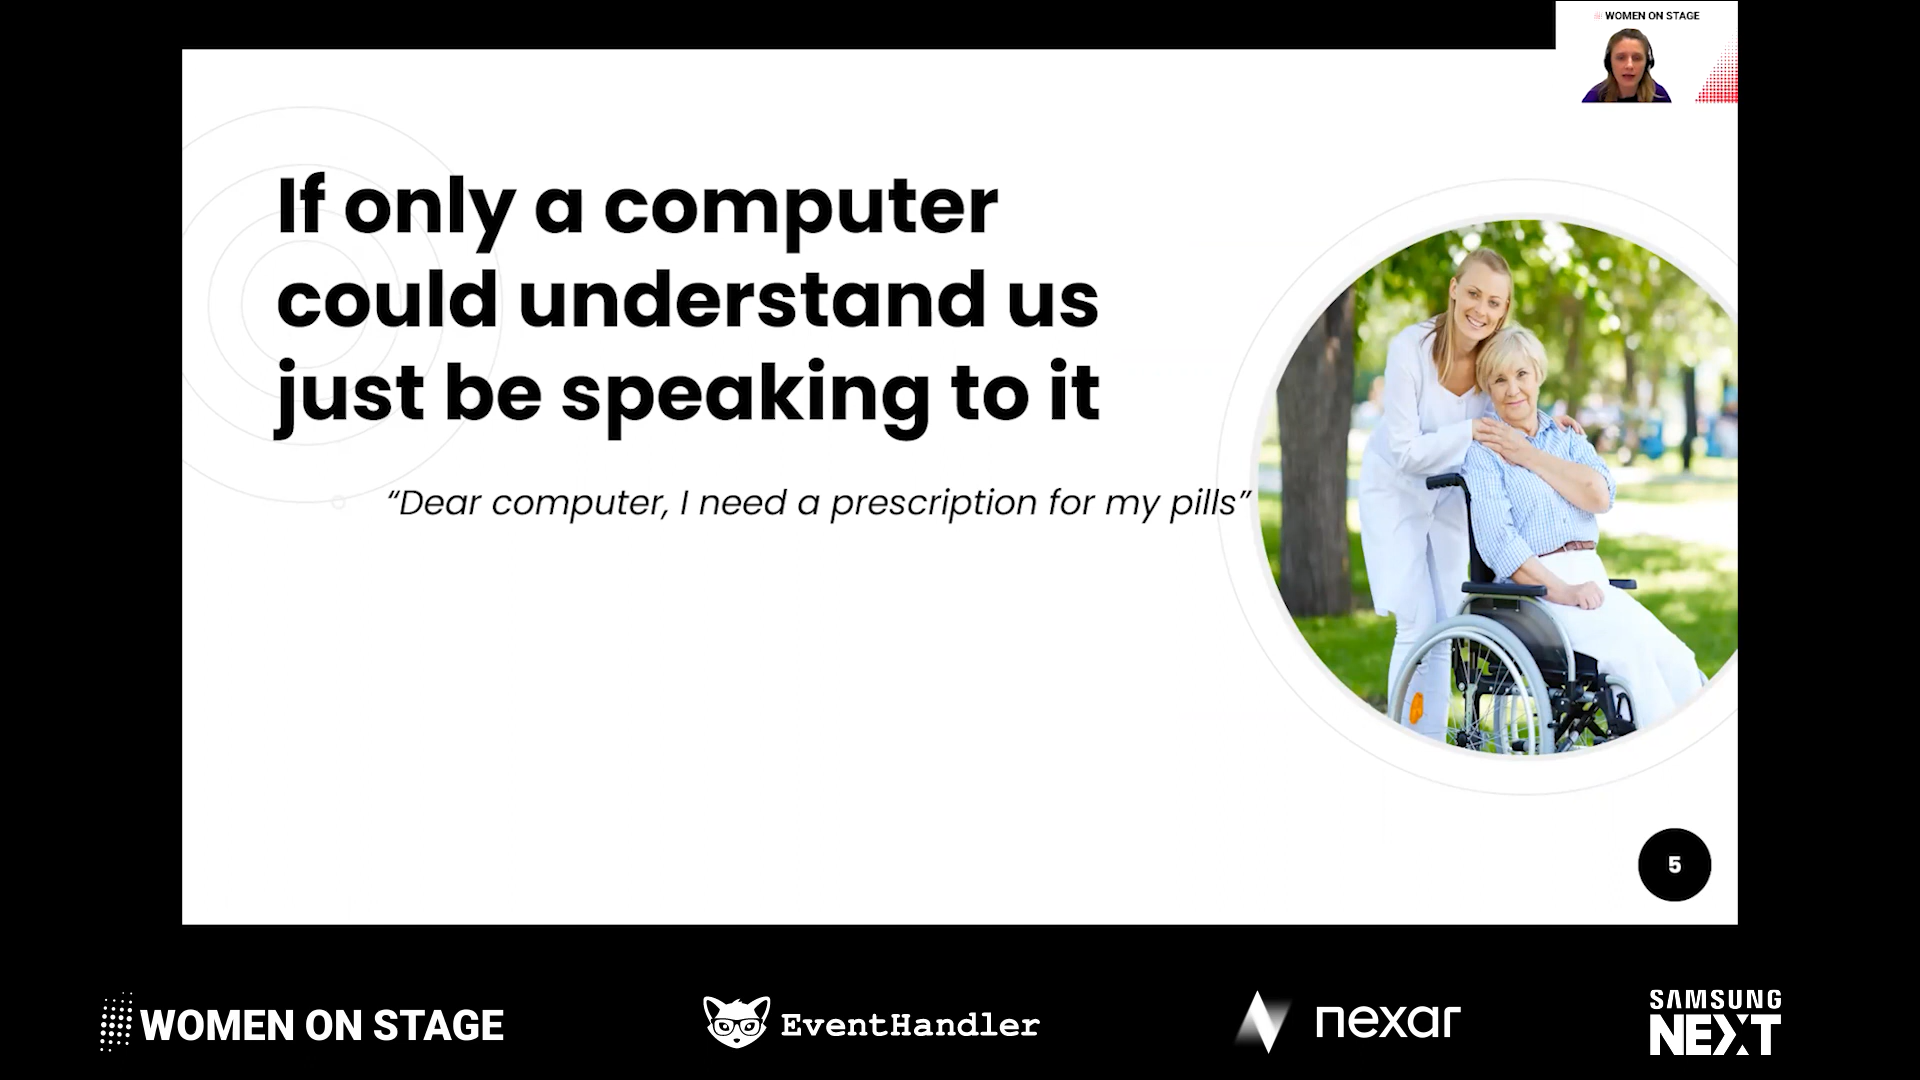 WOMEN ON STAGE
If only a computer
could understand us
just be speaking to it
“Dear computer, I need a prescription for my pills”
5
WOMEN ON STAGE
EventHandler
nexar
SAMSUNG
NEXT